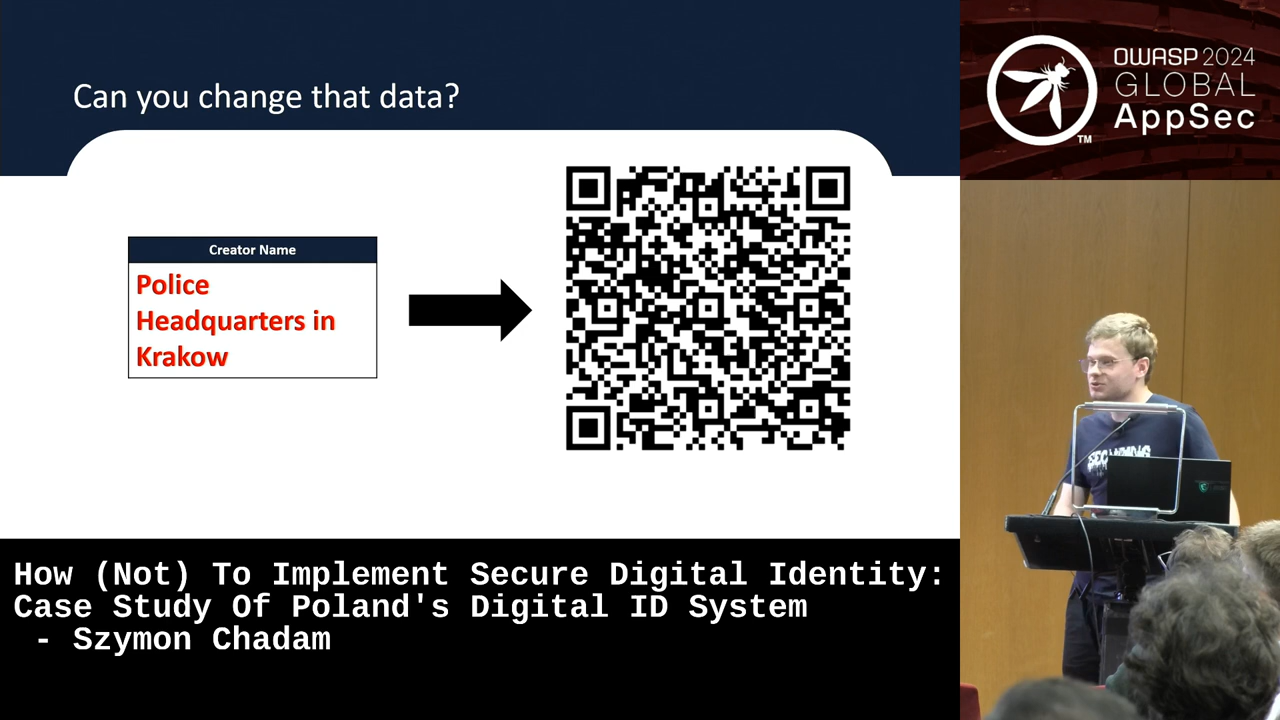 Can you change that data?
Creator Name
Police
Headquarters in
Krakow
How (Not) To Implement Secure Digital Identity:
Case Study Of Poland's Digital ID System
- Szymon Chadam
OWASP 2024
GLOBAL
AppSec
TM